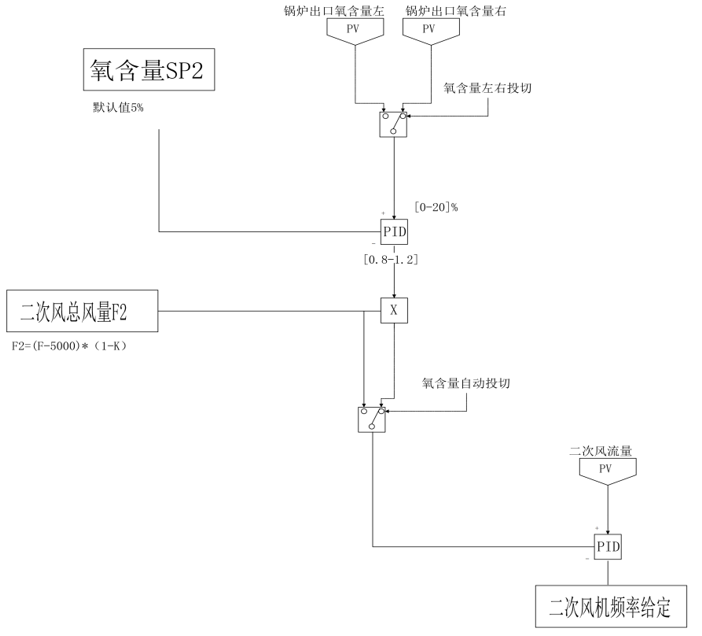 锅炉出口氧含量左 锅炉出口氧含量右
PV PV
氧含量SP2
默认值5%
氧含量左右投切
[0-20]%
+
PID
-
[0.8-1.2]
二次风总风量F2
X
F2=(F-5000)*（1-K）
氧含量自动投切
二次风流量
PV
+
PID
-
二次风机频率给定